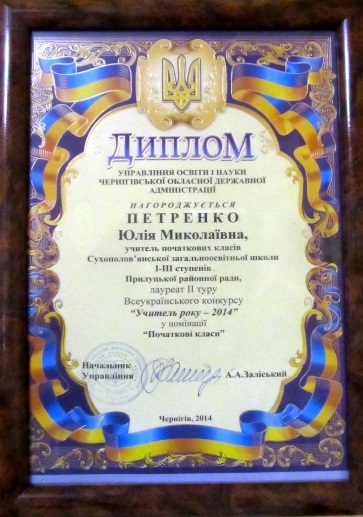 ДИПЛОМ
УПРАВЛІННЯ ОСВІТИ І НАУКИ
ЧЕРНІГІВСЬКОЇ ОБЛАСНОЇ ДЕРЖАВНОЇ
АДМІНІСТРАЦІЇ
НАГОРОДЖУЄТЬСЯ
ПЕТРЕНКО
Юлія Миколаївна,
учитель початкових класів
Сухополов’янської загальноосвітньої школи
І-ІІІ ступенів
Прилуцької районної ради,
лауреат ІІ туру
Всеукраїнського конкурсу
“Учитель року – 2014”
у номінації
“Початкові класи”
Начальник
Управління А.А.Заліський
Чернігів, 2014